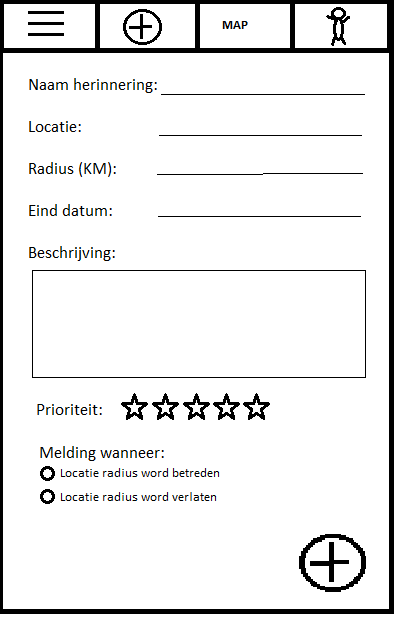 MAP
Naam herinnering:
Locatie:
Radius (KM):
Eind datum:
Beschrijving:
Prioriteit:
Melding wanneer:
Locatie radius word betreden
Locatie radius word verlaten